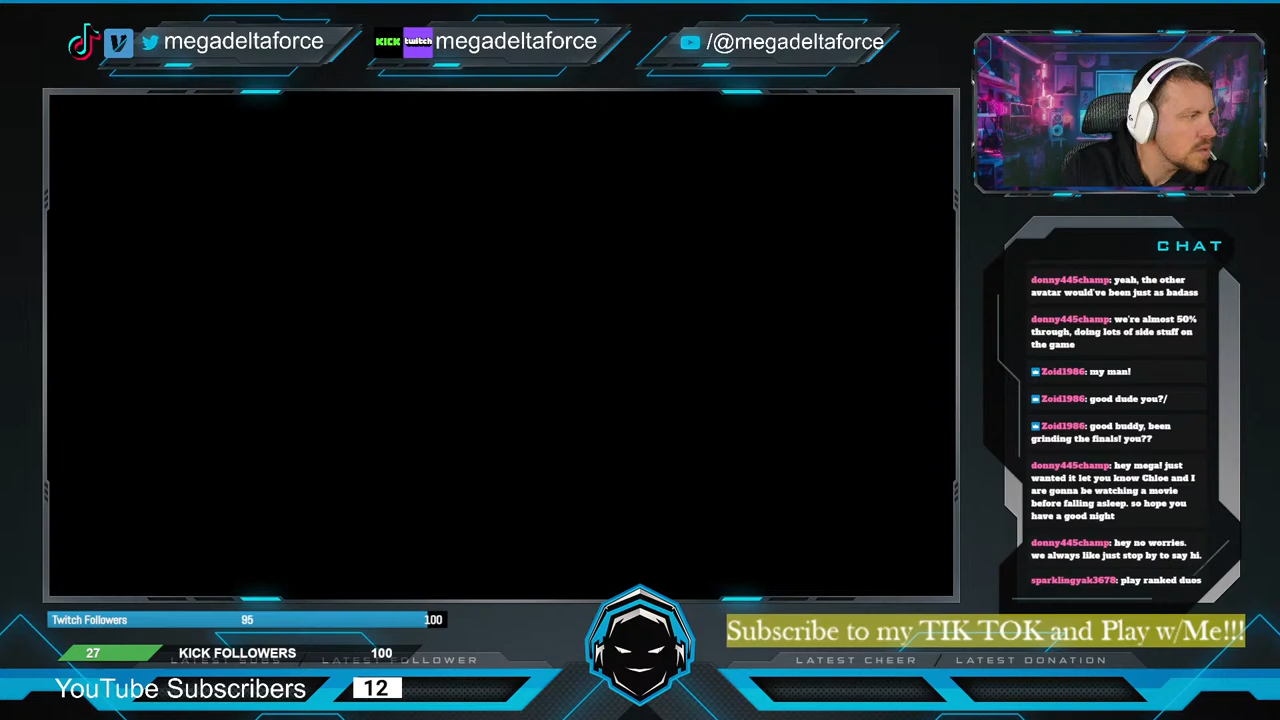 megadeltaforce
KICK twitch megadeltaforce
/@megadeltaforce
CHAT
donny445champ: yeah, the other
avatar would've been just as badass
donny445champ: we're almost 50%
through, doing lots of side stuff on
the game
Zoid1986: my man!
Zoid1986: good dude you?/
Zoid1986: good buddy, been
grinding the finals! you??
donny445champ: hey mega! just
wanted it let you know Chloe and I
are gonna be watching a movie
before falling asleep. so hope you
have a good night
donny445champ: hey no worries.
we always like just stop by to say hi.
sparklingyak3678: play ranked duos
Twitch Followers 95 100
27 KICK FOLLOWERS 100
LATEST SUBS / LATEST FOLLOWER
YouTube Subscribers 12
Subscribe to my TIK TOK and Play w/Me!!!
LATEST CHEER / LATEST DONATION